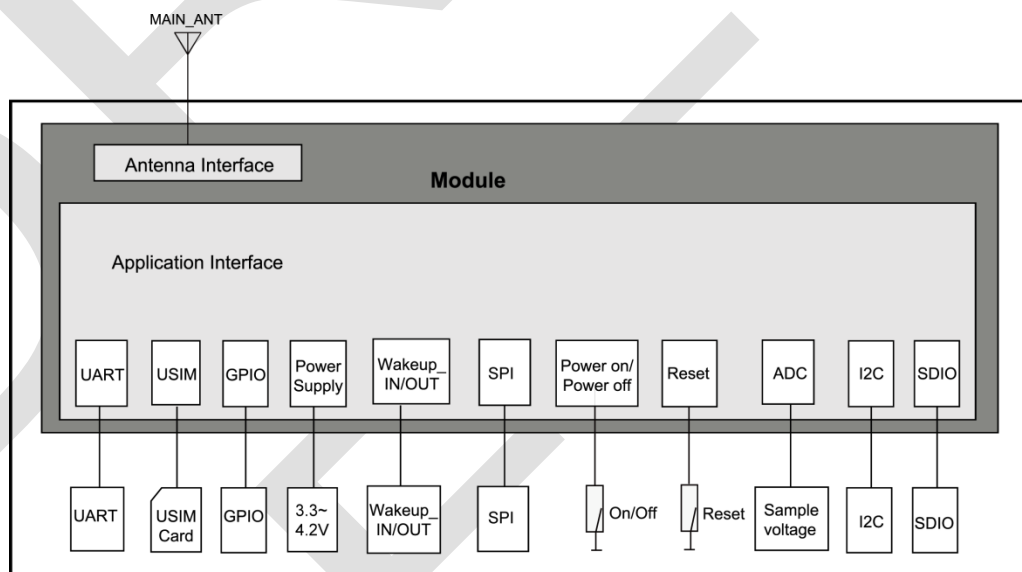 MAIN_ANT
Antenna Interface
Module
Application Interface
UART
USIM
GPIO
Power
Supply
Wakeup_
IN/OUT
SPI
Power on/
Power off
Reset
ADC
I2C
SDIO
UART
USIM
Card
GPIO
3.3~
4.2V
Wakeup_
IN/OUT
SPI
On/Off
Reset
Sample
voltage
I2C
SDIO